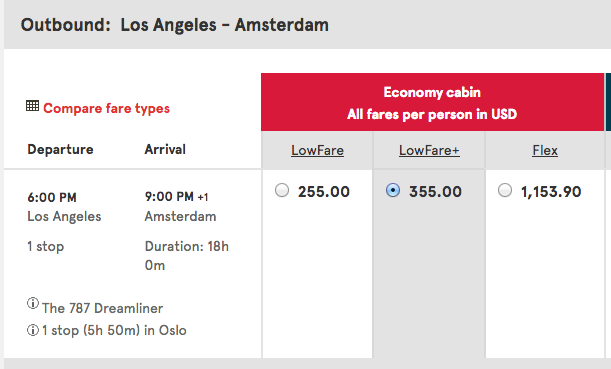 Outbound: Los Angeles - Amsterdam
Economy cabin
All fares per person in USD
Compare fare types
Departure Arrival LowFare LowFare+ Flex
6:00 PM 9:00 PM +1 255.00 355.00 1,153.90
Los Angeles Amsterdam
1 stop Duration: 18h
0m
The 787 Dreamliner
1 stop (5h 50m) in Oslo